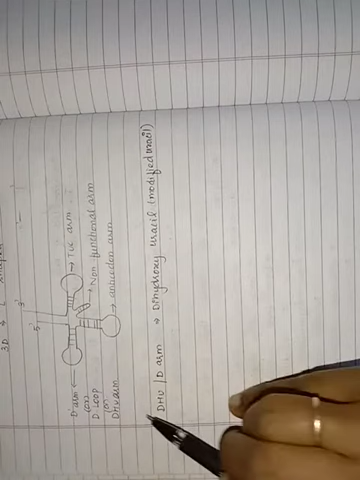 3D →
5'
3'
D arm
(or)
D loop
(or)
DHU arm
TψC arm
Non functional arm
anticodon arm
DHU / D arm → Dihydroxy uracil (modified uracil)